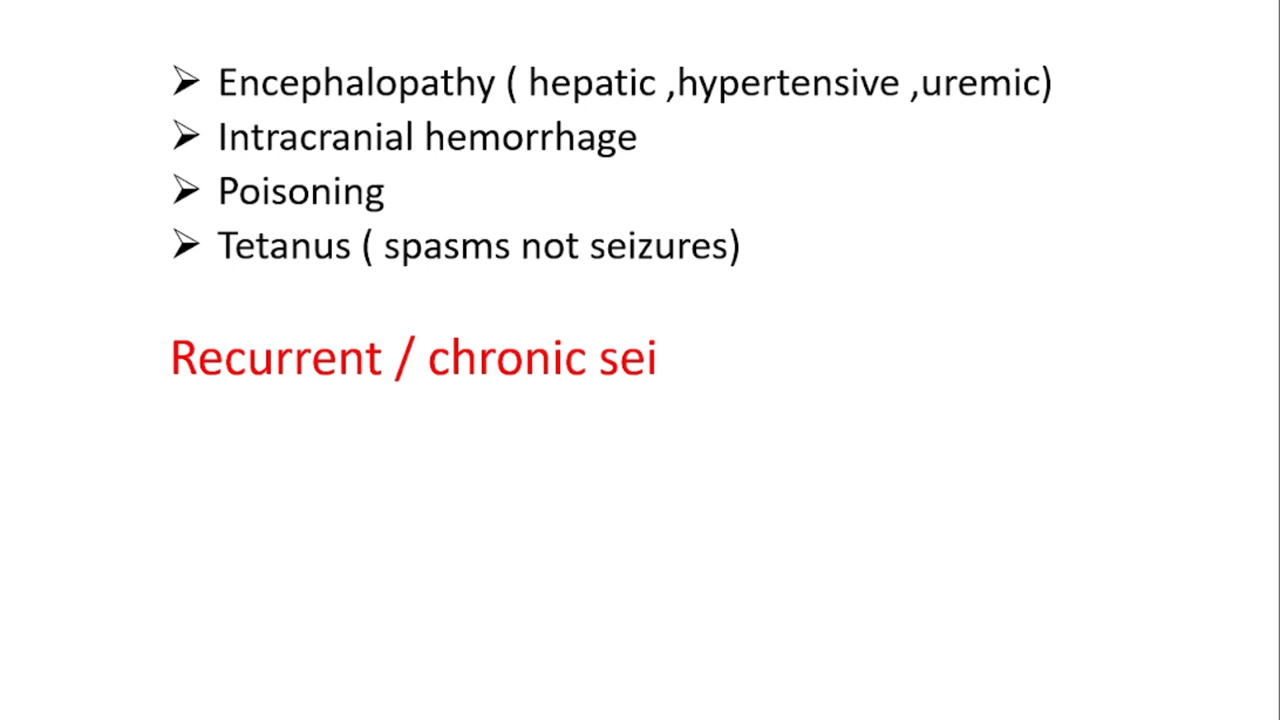 ➢ Encephalopathy ( hepatic ,hypertensive ,uremic)
➢ Intracranial hemorrhage
➢ Poisoning
➢ Tetanus ( spasms not seizures)
Recurrent / chronic sei